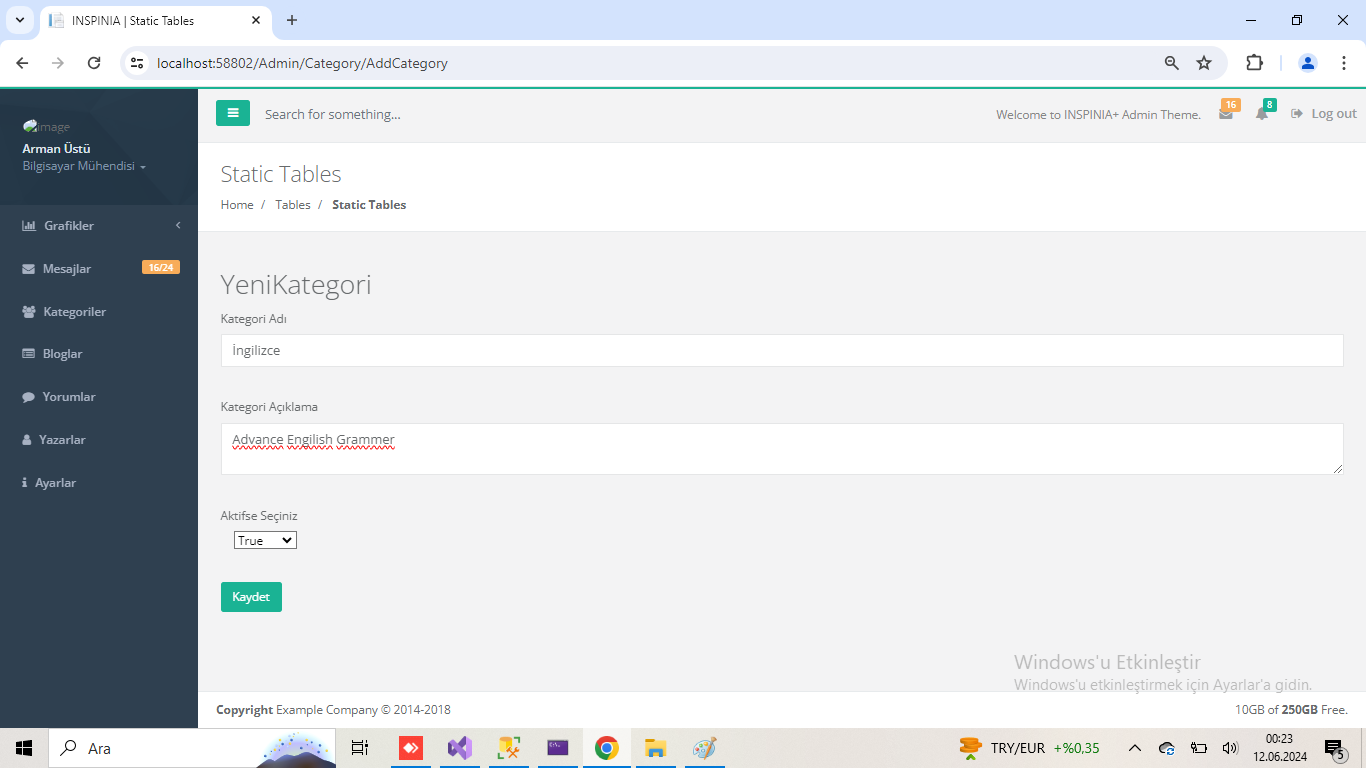 INSPINIA | Static Tables
localhost:58802/Admin/Category/AddCategory
image
Arman Üstü
Bilgisayar Mühendisi
Grafikler
Mesajlar 16/24
Kategoriler
Bloglar
Yorumlar
Yazarlar
Ayarlar
Search for something...
Welcome to INSPINIA+ Admin Theme. 16 8 Log out
Static Tables
Home / Tables / Static Tables
YeniKategori
Kategori Adı
İngilizce
Kategori Açıklama
Advance Engilish Grammer
Aktifse Seçiniz
True
Kaydet
Windows'u Etkinleştir
Windows'u etkinleştirmek için Ayarlar'a gidin.
Copyright Example Company © 2014-2018
10GB of 250GB Free.
Ara
TRY/EUR +%0,35
00:23
12.06.2024
5